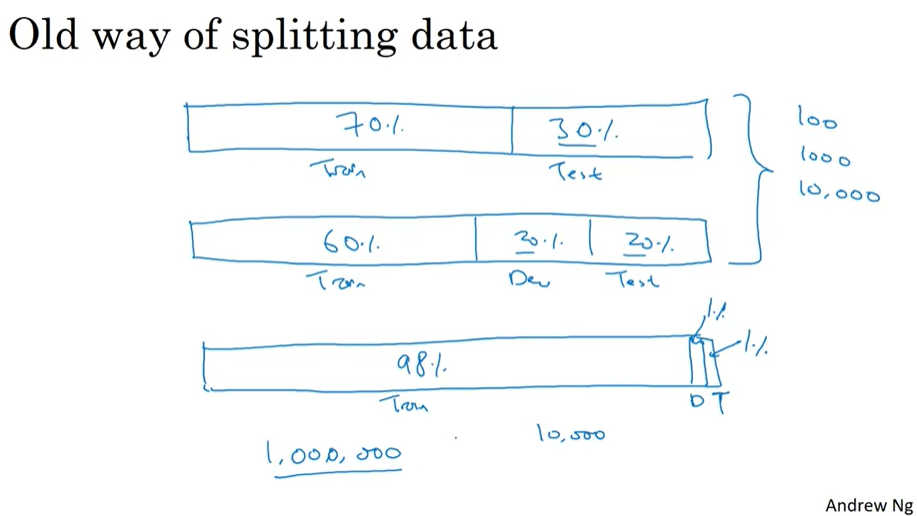 Old way of splitting data
70% 30%
Train Test
100
1000
10,000
60% 20% 20%
Train Dev Test
1% 1%
98%
Train D T
1,000,000 10,000
Andrew Ng